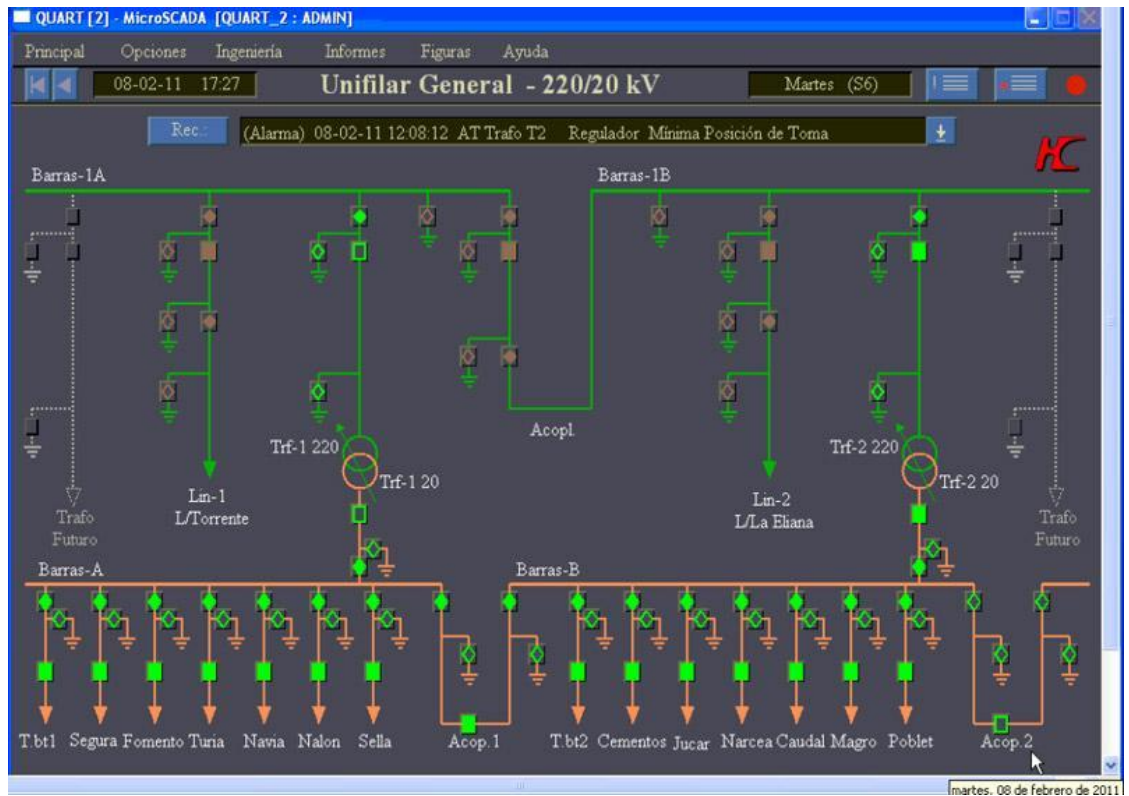 QUART [2] - MicroSCADA [QUART_2 : ADMIN]
Principal Opciones Ingeniería Informes Figuras Ayuda
08-02-11 17:27 Unifilar General - 220/20 kV Martes (S6)
Rec.: (Alarma) 08-02-11 12:08:12 AT Trafo T2 Regulador Mínima Posición de Toma
HC
Barras-1A Barras-1B
Acopl.
Trf-1 220 Trf-2 220
Trf-1 20 Trf-2 20
Lin-1 Lin-2
L/Torrente L/La Eliana
Trafo Trafo
Futuro Futuro
Barras-A Barras-B
T.bt1 Segura Fomento Turia Navia Nalon Sella Acop.1 T.bt2 Cementos Jucar Narcea Caudal Magro Poblet Acop.2
martes, 08 de febrero de 2011